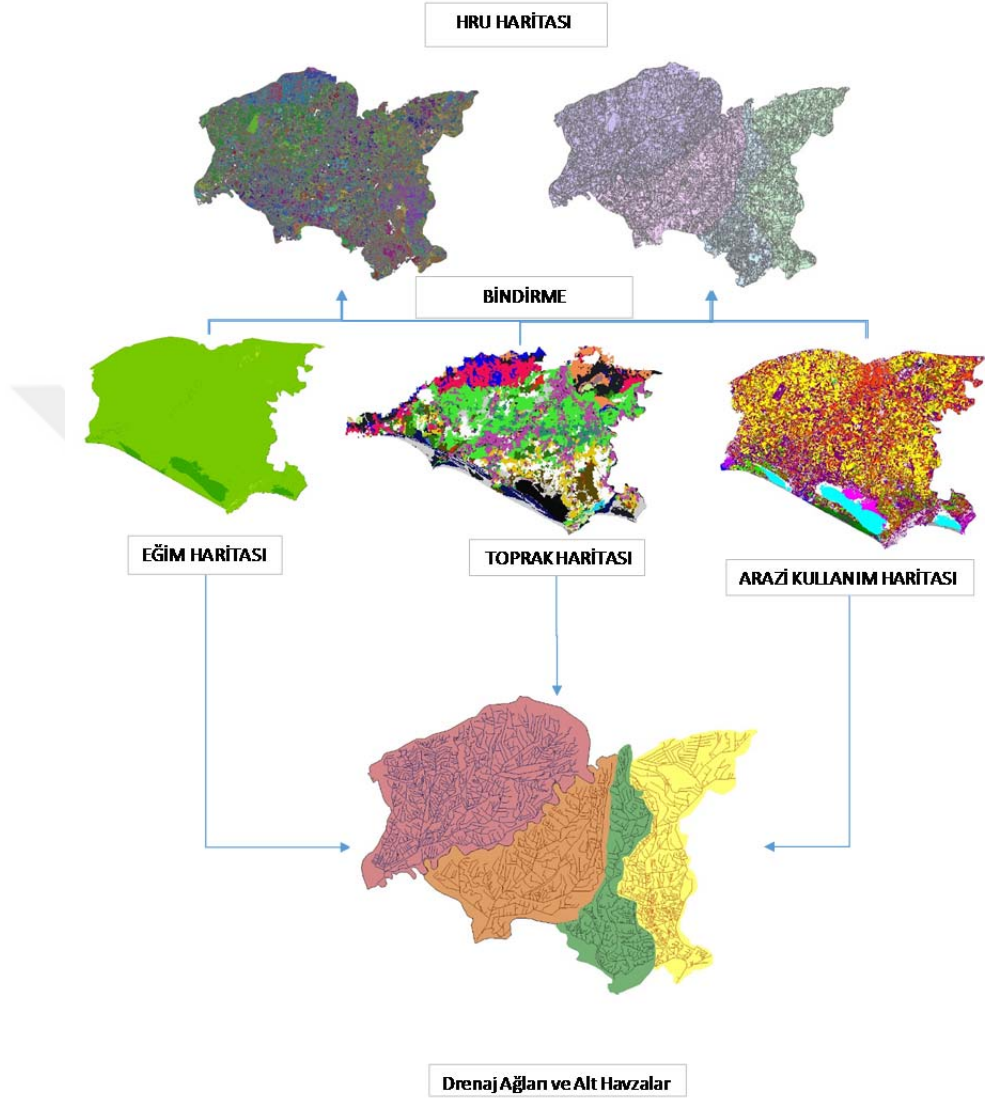 HRU HARİTASI
BİNDİRME
EĞİM HARİTASI
TOPRAK HARİTASI
ARAZİ KULLANIM HARİTASI
Drenaj Ağları ve Alt Havzalar